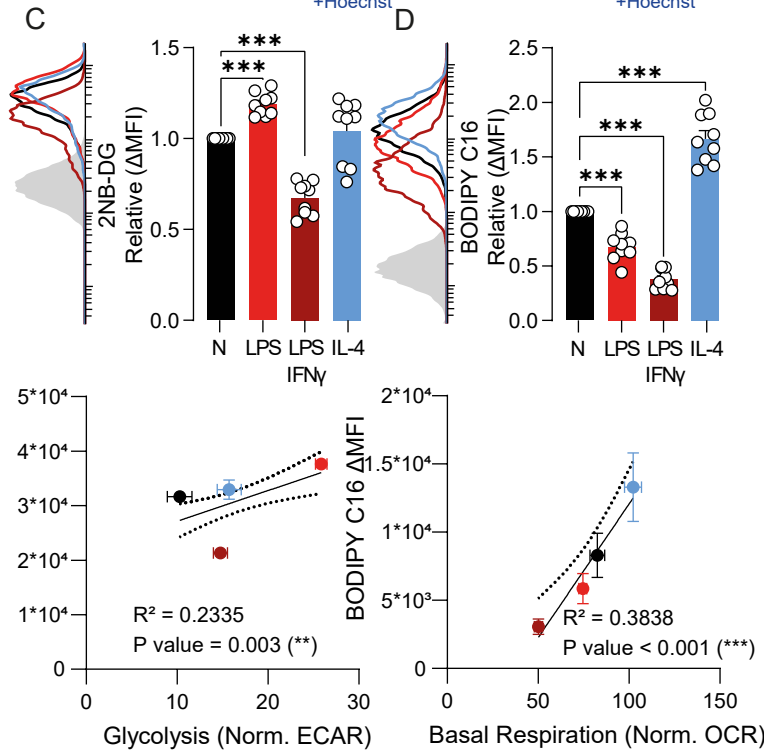 +Hoechst
+Hoechst
C
2NB-DG
Relative (ΔMFI)
1.5
1.0
0.5
0.0
***
***
N
LPS
LPS
IL-4
IFNγ
D
BODIPY C16
Relative (ΔMFI)
2.5
2.0
1.5
1.0
0.5
0.0
***
***
***
N
LPS
LPS
IL-4
IFNγ
5*10⁴
4*10⁴
3*10⁴
2*10⁴
1*10⁴
0
R² = 0.2335
P value = 0.003 (**)
0
10
20
30
Glycolysis (Norm. ECAR)
BODIPY C16 ΔMFI
2*10⁴
1.5*10⁴
1*10⁴
5*10³
0
R² = 0.3838
P value < 0.001 (***)
0
50
100
150
Basal Respiration (Norm. OCR)